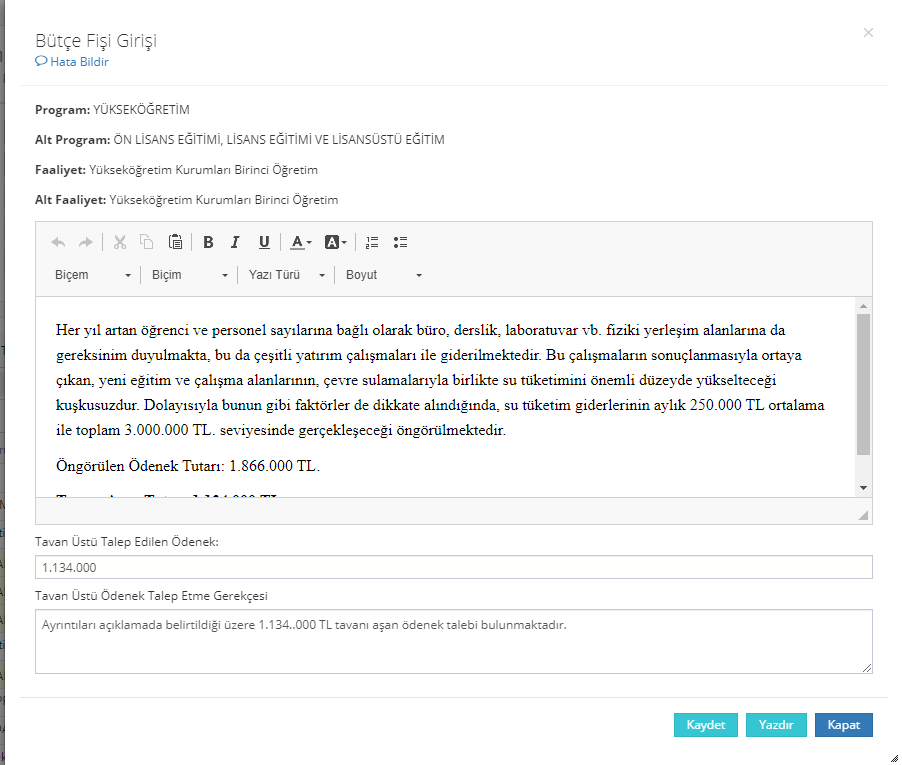 Bütçe Fişi Girişi
Hata Bildir
Program: YÜKSEKÖĞRETİM
Alt Program: ÖN LİSANS EĞİTİMİ, LİSANS EĞİTİMİ VE LİSANSÜSTÜ EĞİTİM
Faaliyet: Yükseköğretim Kurumları Birinci Öğretim
Alt Faaliyet: Yükseköğretim Kurumları Birinci Öğretim
B I U A A
Biçem Biçim Yazı Türü Boyut
Her yıl artan öğrenci ve personel sayılarına bağlı olarak büro, derslik, laboratuvar vb. fiziki yerleşim alanlarına da
gereksinim duyulmakta, bu da çeşitli yatırım çalışmaları ile giderilmektedir. Bu çalışmaların sonuçlanmasıyla ortaya
çıkan, yeni eğitim ve çalışma alanlarının, çevre sulamalarıyla birlikte su tüketimini önemli düzeyde yükselteceği
kuşkusuzdur. Dolayısıyla bunun gibi faktörler de dikkate alındığında, su tüketim giderlerinin aylık 250.000 TL ortalama
ile toplam 3.000.000 TL. seviyesinde gerçekleşeceği öngörülmektedir.
Öngörülen Ödenek Tutarı: 1.866.000 TL.
Tavan Üstü Talep Edilen Ödenek:
1.134.000
Tavan Üstü Ödenek Talep Etme Gerekçesi
Ayrıntıları açıklamada belirtildiği üzere 1.134..000 TL tavanı aşan ödenek talebi bulunmaktadır.
Kaydet Yazdır Kapat